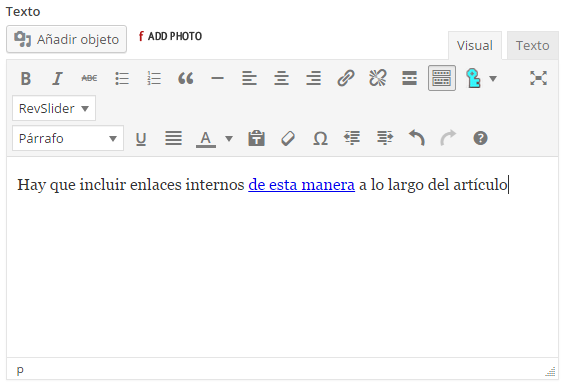 Texto
Añadir objeto f ADD PHOTO
Visual Texto
B I ABC
RevSlider
Párrafo U A Ω ?
Hay que incluir enlaces internos de esta manera a lo largo del artículo
p